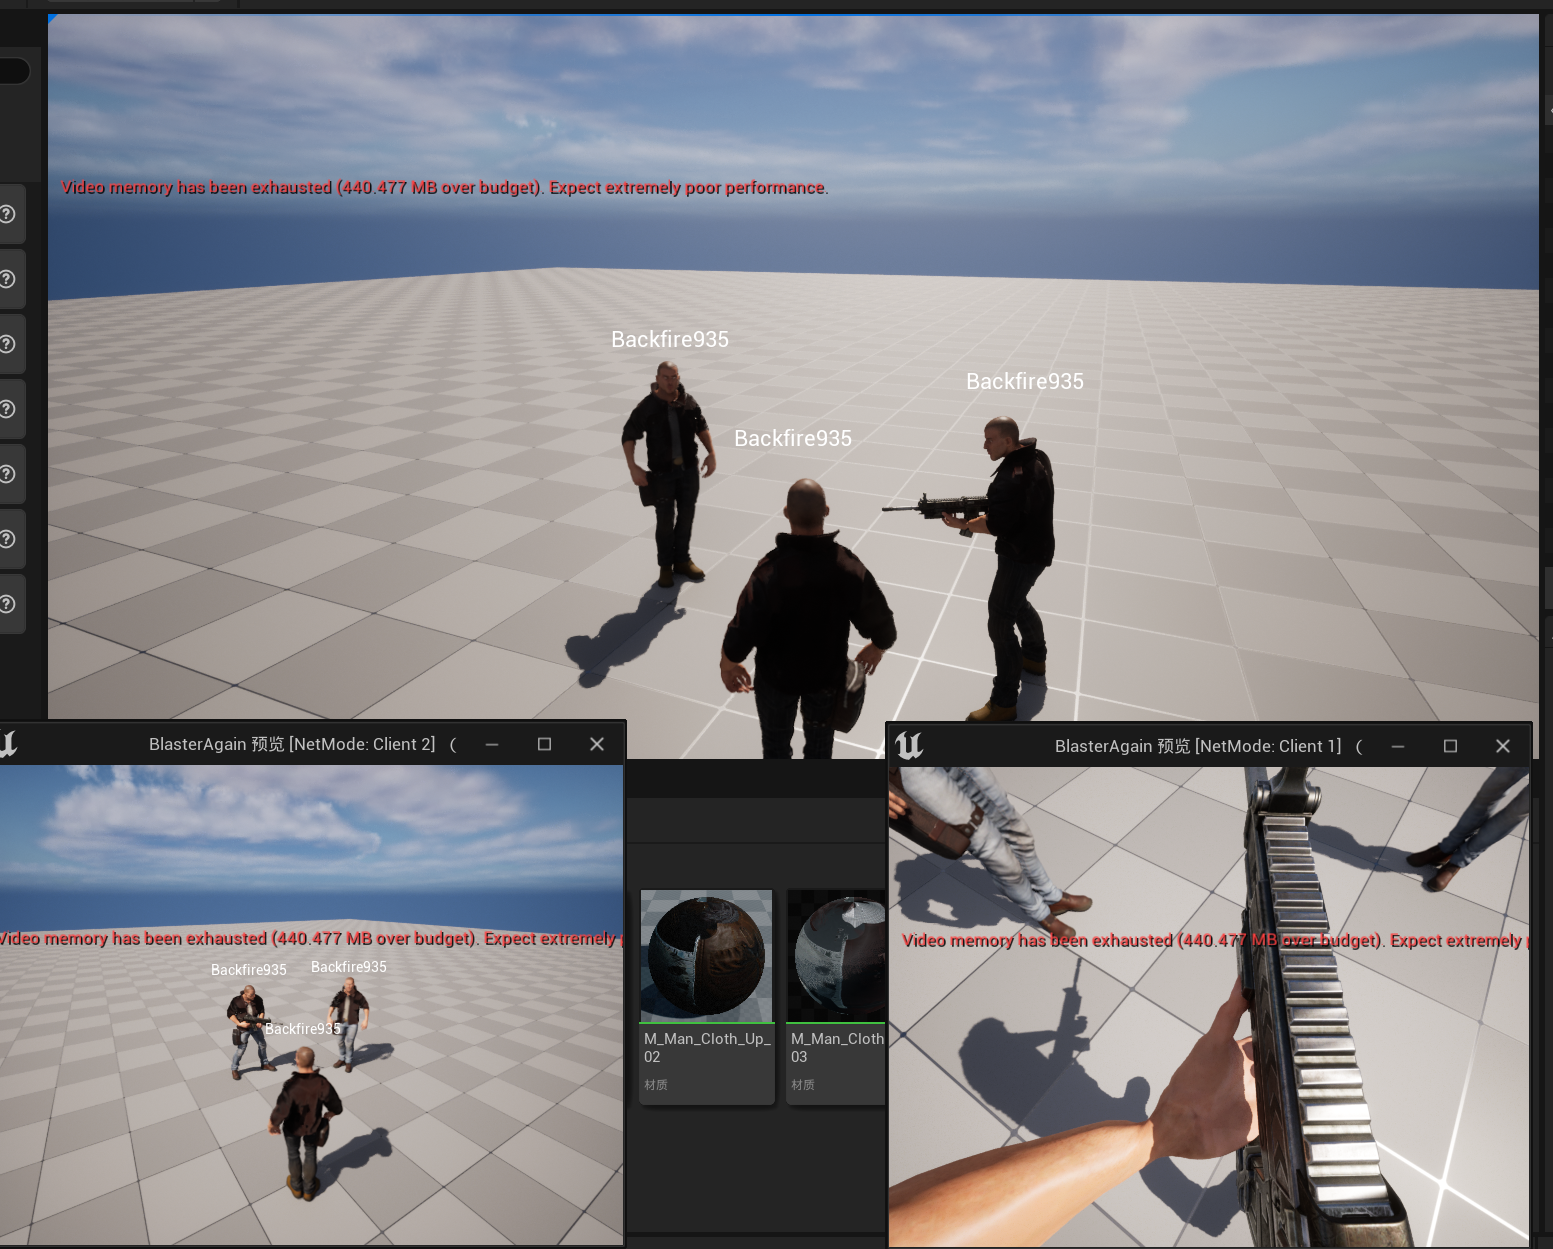 Video memory has been exhausted (440.477 MB over budget). Expect extremely poor performance.
Backfire935
Backfire935
Backfire935
BlasterAgain 预览 [NetMode: Client 2] (
Video memory has been exhausted (440.477 MB over budget). Expect extremely
Backfire935
Backfire935
Backfire935
M_Man_Cloth_Up_
02
材质
M_Man_Cloth
03
材质
BlasterAgain 预览 [NetMode: Client 1] (
Video memory has been exhausted (440.477 MB over budget). Expect extremely